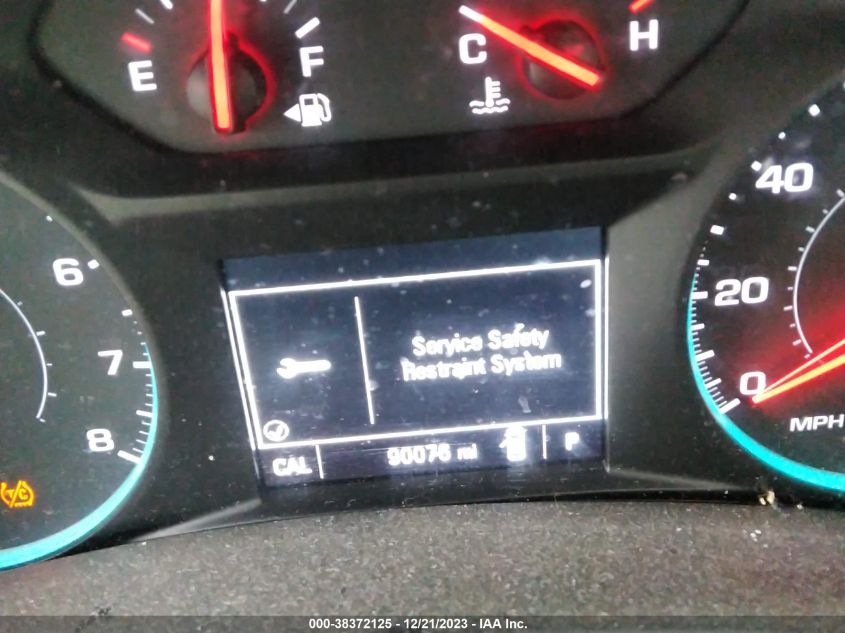 E F C H
40
6
20
Service Safety
Restraint System
7
0
8
MPH
CAL 90076 mi P
TC
000-38372125 - 12/21/2023 - IAA Inc.